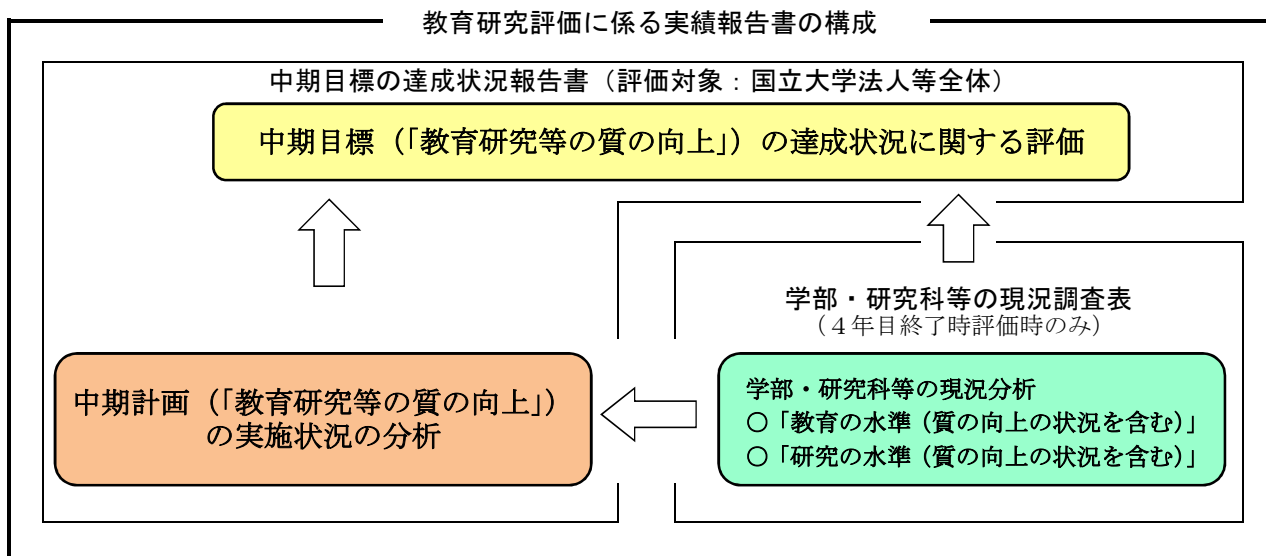 教育研究評価に係る実績報告書の構成
中期目標の達成状況報告書（評価対象：国立大学法人等全体）
中期目標（「教育研究等の質の向上」）の達成状況に関する評価
学部・研究科等の現況調査表
（４年目終了時評価時のみ）
中期計画（「教育研究等の質の向上」）
の実施状況の分析
学部・研究科等の現況分析
○「教育の水準（質の向上の状況を含む）」
○「研究の水準（質の向上の状況を含む）」